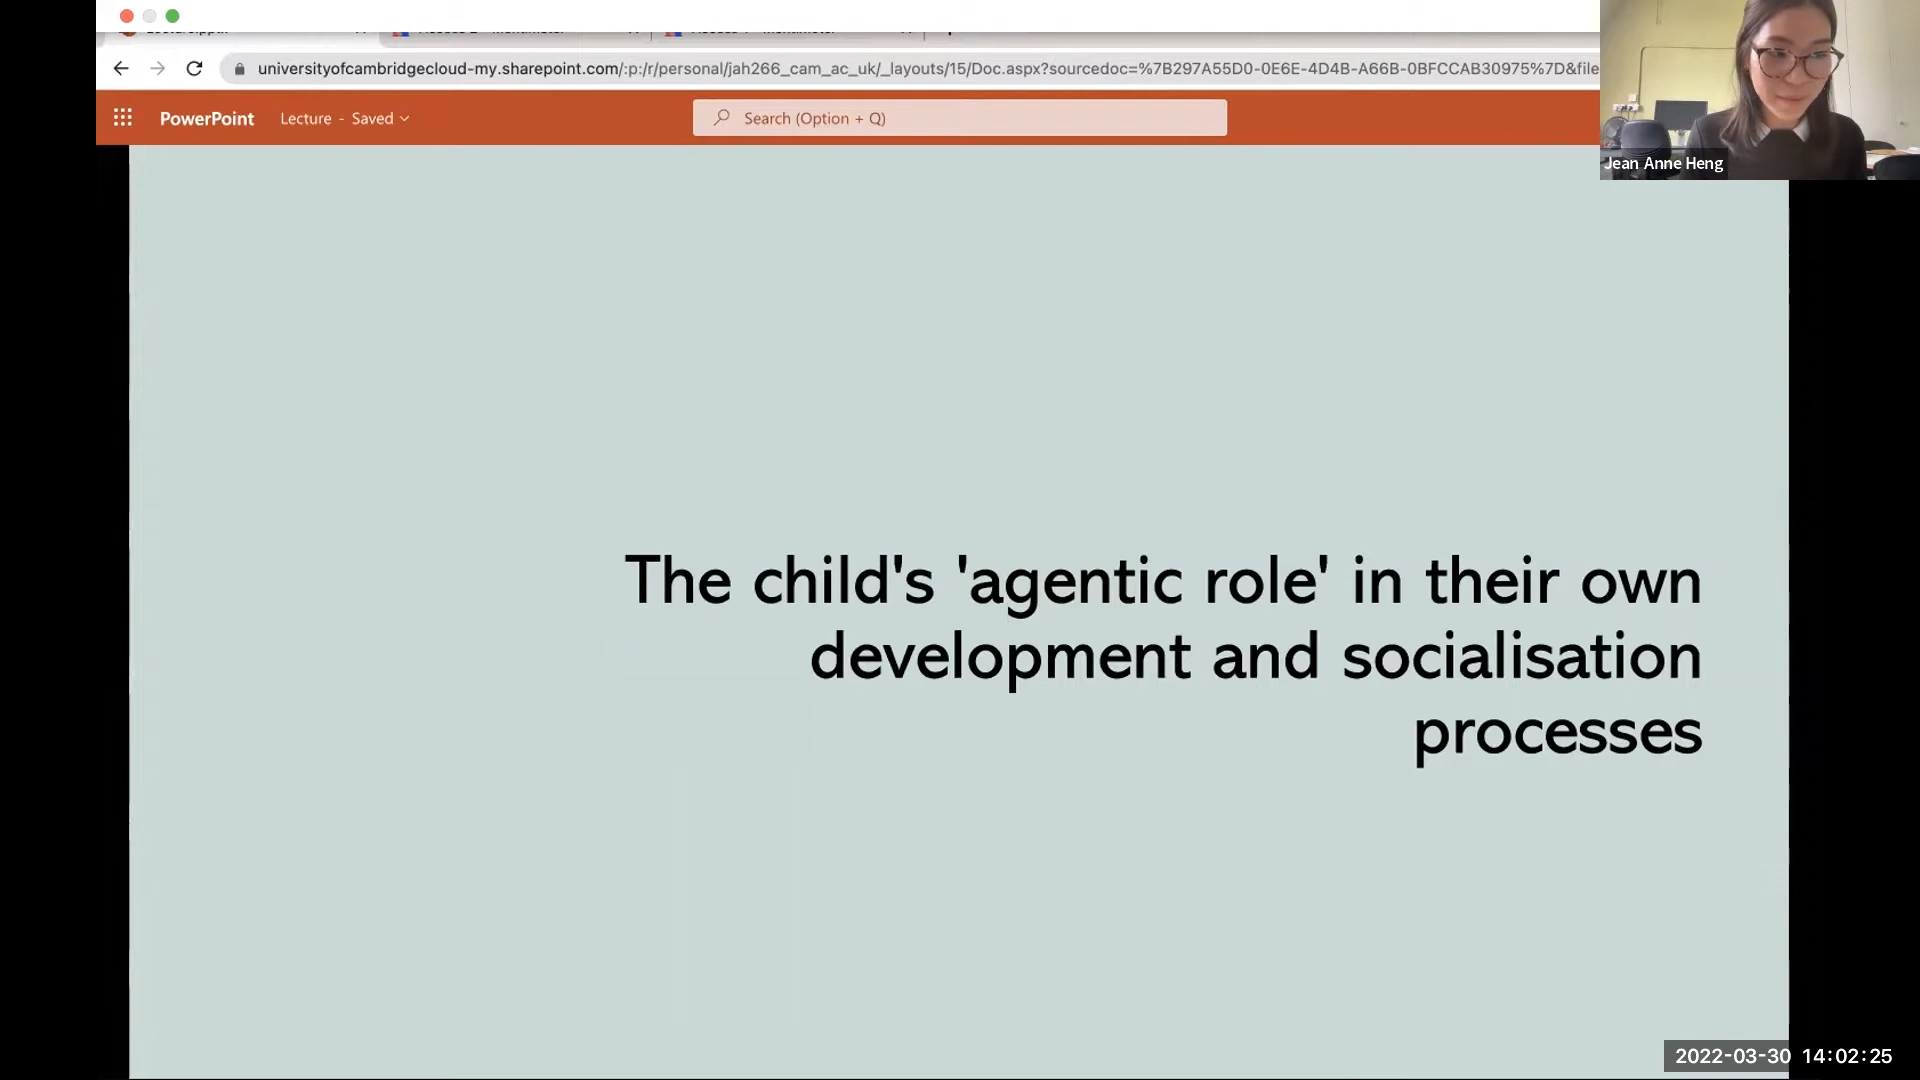 universityofcambridgecloud-my.sharepoint.com/:p:/r/personal/jah266_cam_ac_uk/_layouts/15/Doc.aspx?sourcedoc=%7B297A55D0-0E6E-4D4B-A66B-0BFCCAB30975%7D&file
PowerPoint Lecture - Saved Search (Option + Q)
Jean Anne Heng
The child's 'agentic role' in their own
development and socialisation
processes
2022-03-30 14:02:25